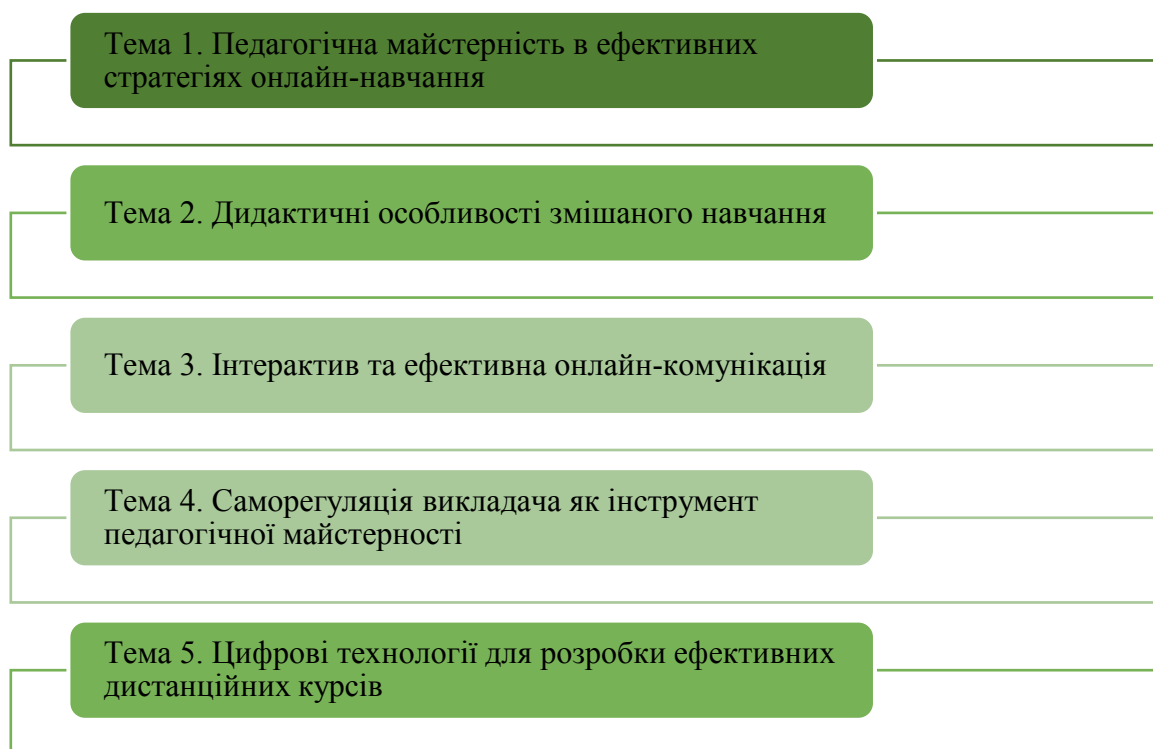 Тема 1. Педагогічна майстерність в ефективних
стратегіях онлайн-навчання
Тема 2. Дидактичні особливості змішаного навчання
Тема 3. Інтерактив та ефективна онлайн-комунікація
Тема 4. Саморегуляція викладача як інструмент
педагогічної майстерності
Тема 5. Цифрові технології для розробки ефективних
дистанційних курсів